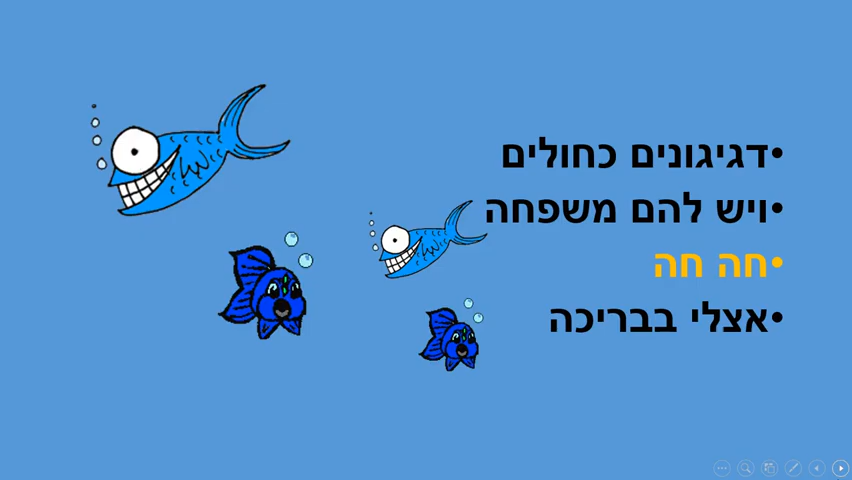 •דגיגונים כחולים
•ויש להם משפחה
•חה חה
•אצלי בבריכה